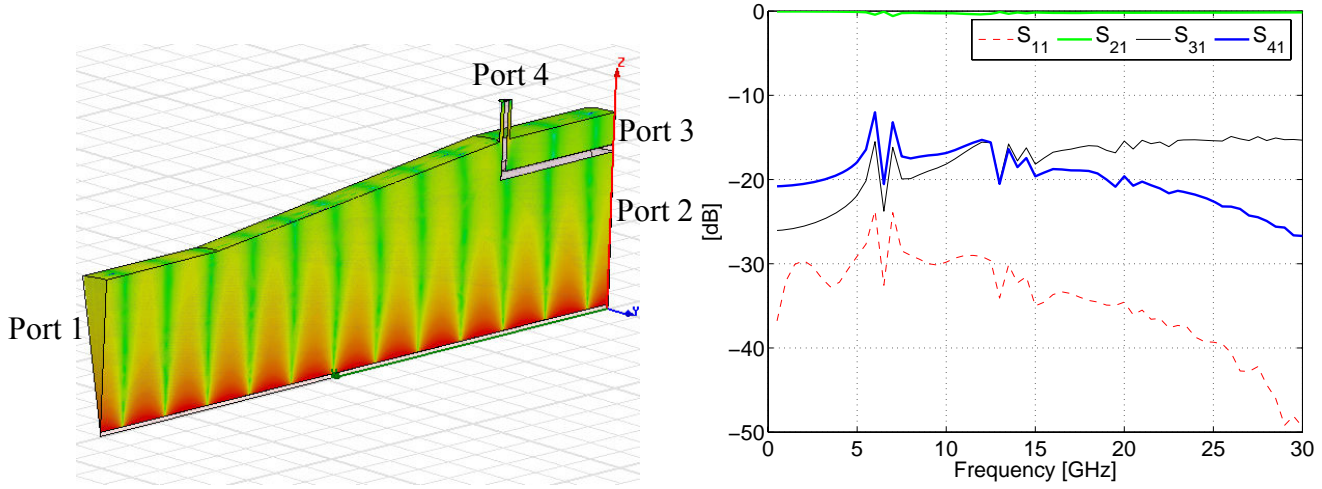 Port 4
Z
Port 3
Port 2
Port 1
Y
0
−10
−20
−30
−40
−50
[dB]
S11 S21 S31 S41
0 5 10 15 20 25 30
Frequency [GHz]